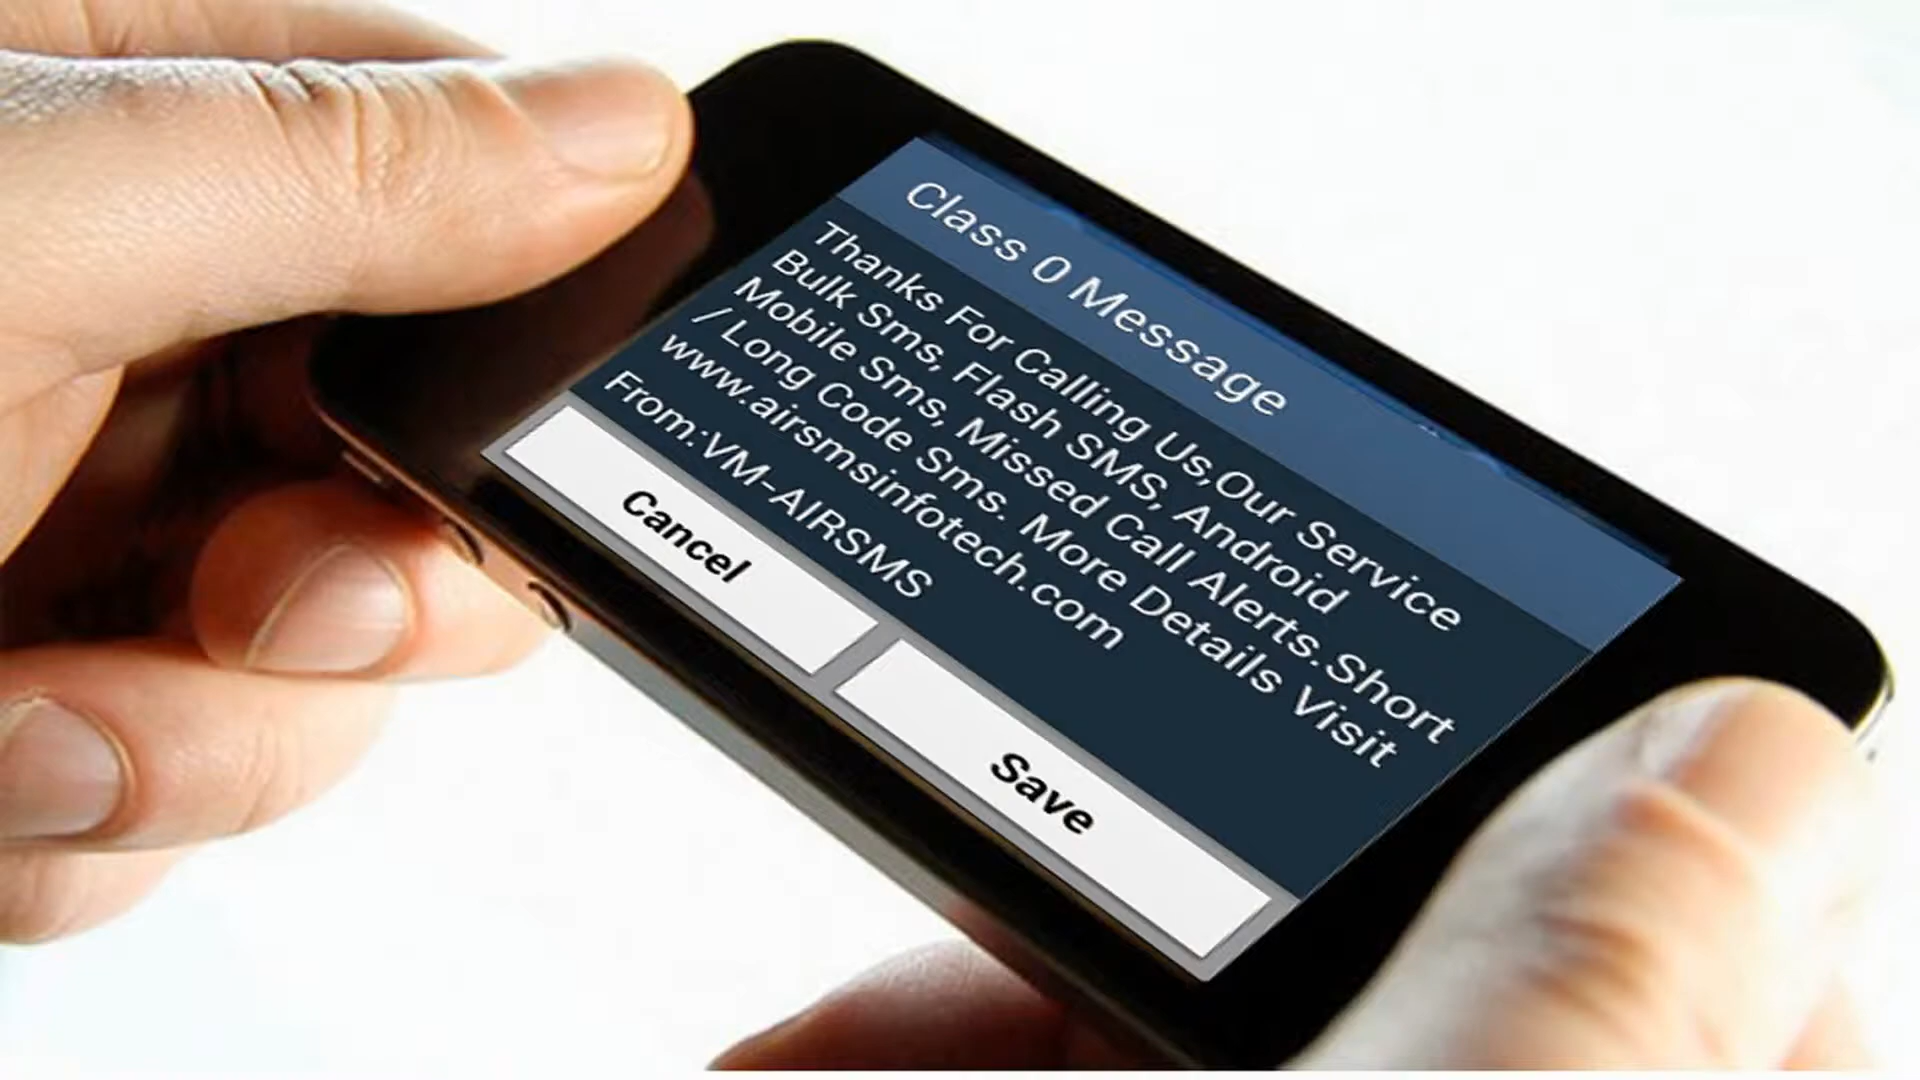 Class 0 Message
Thanks For Calling Us,Our Service
Bulk Sms, Flash SMS, Android
Mobile Sms, Missed Call Alerts.Short
/ Long Code Sms. More Details Visit
www.airsmsinfotech.com
From:VM-AIRSMS
Cancel
Save